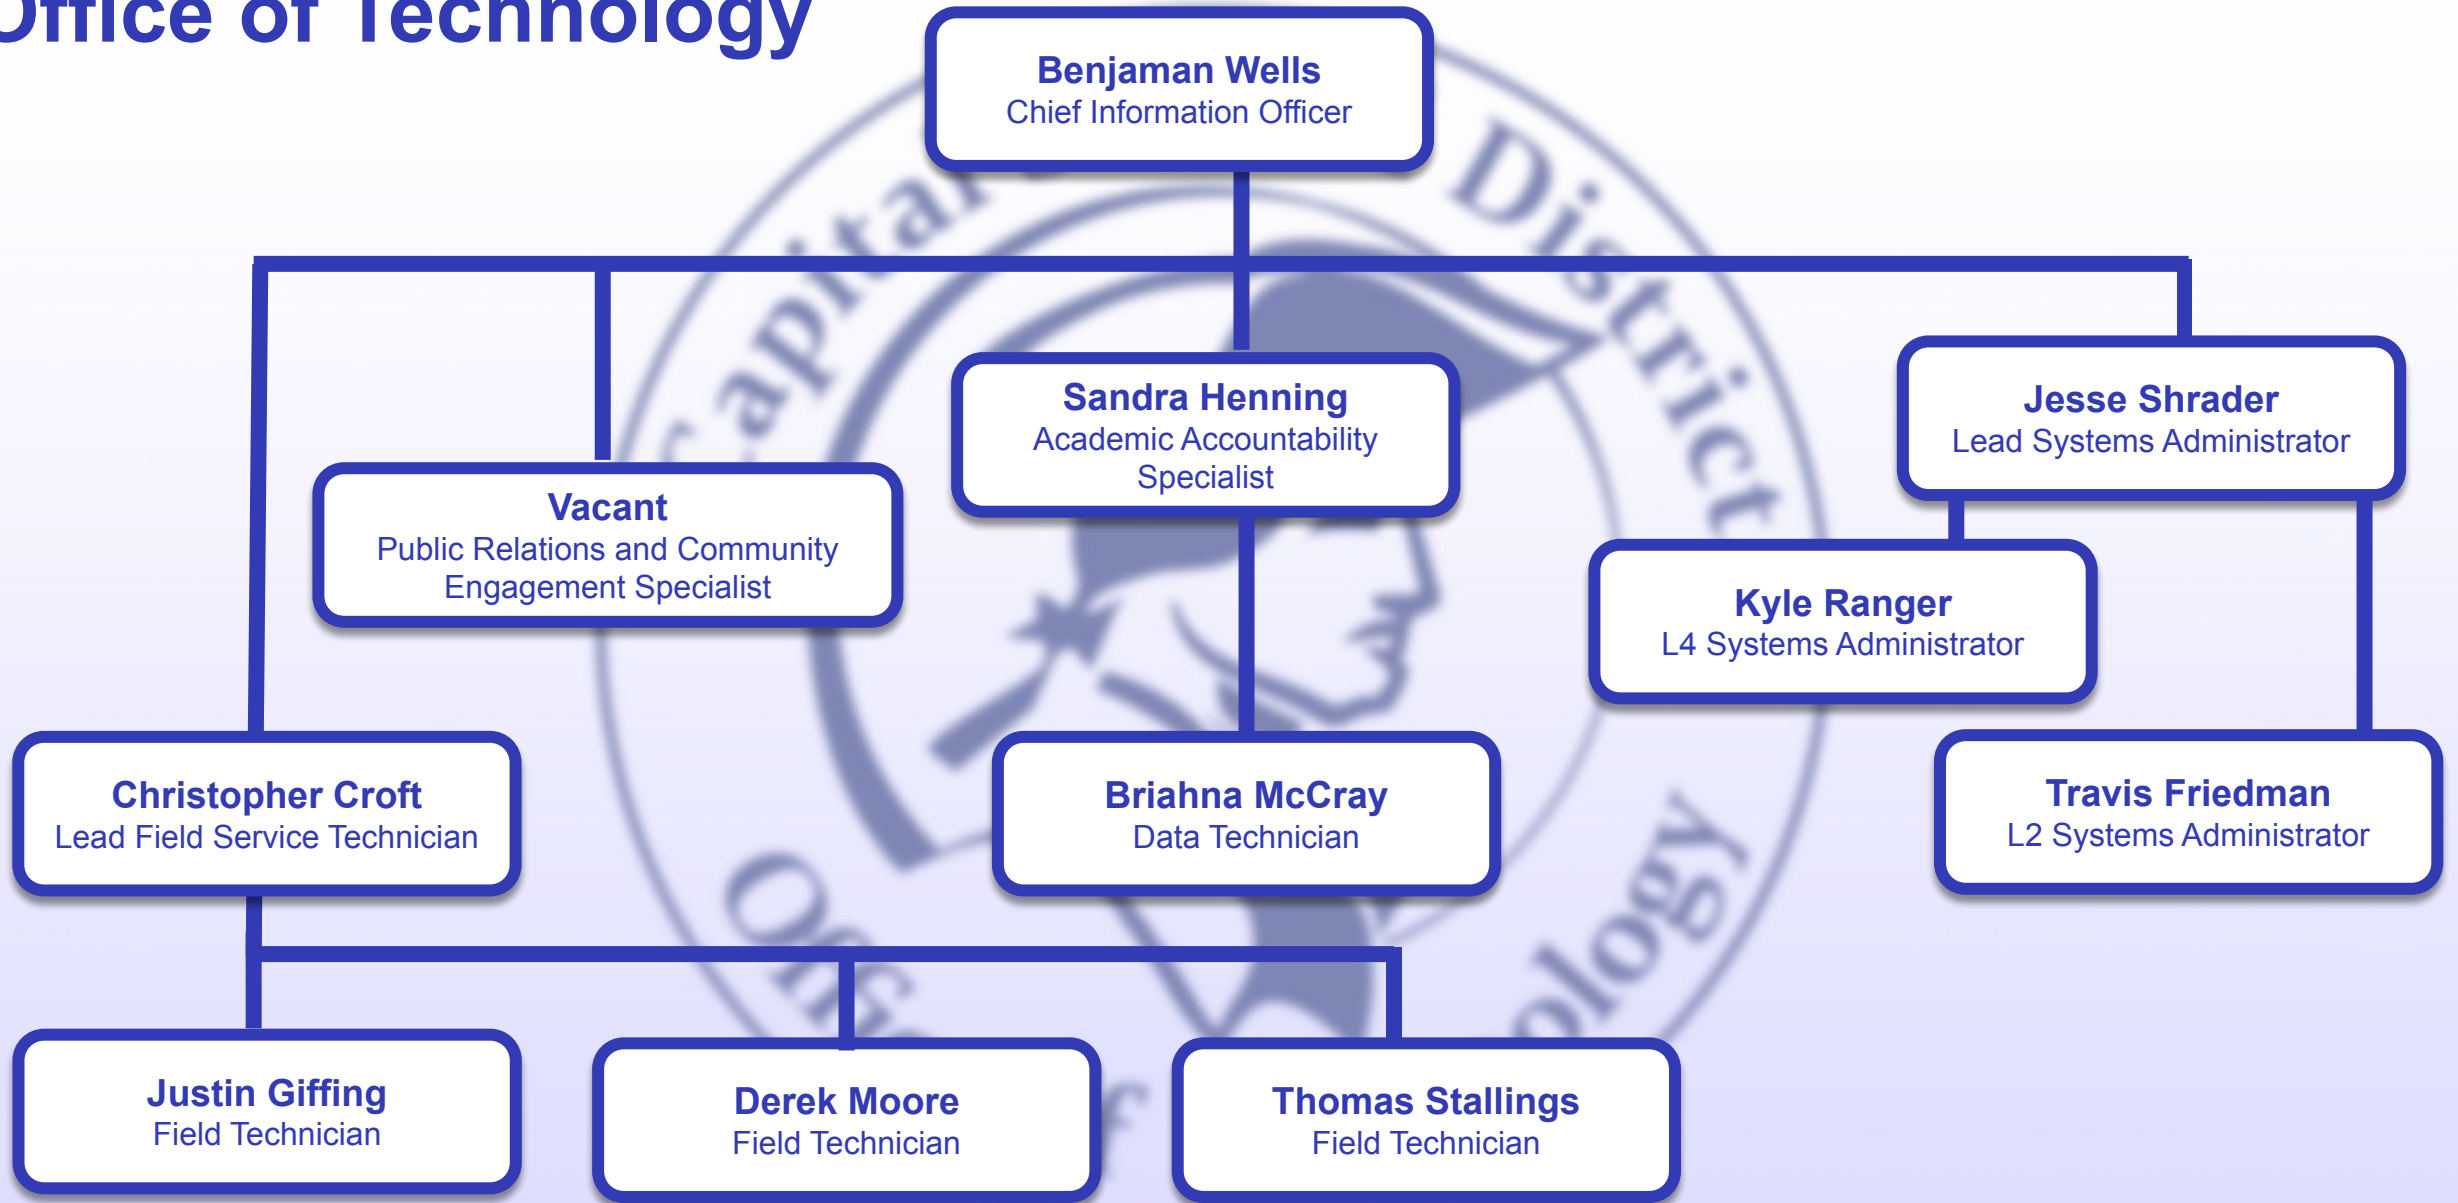 Office of Technology
Benjaman Wells
Chief Information Officer
Sandra Henning
Academic Accountability
Specialist
Jesse Shrader
Lead Systems Administrator
Vacant
Public Relations and Community
Engagement Specialist
Kyle Ranger
L4 Systems Administrator
Christopher Croft
Lead Field Service Technician
Briahna McCray
Data Technician
Travis Friedman
L2 Systems Administrator
Justin Giffing
Field Technician
Derek Moore
Field Technician
Thomas Stallings
Field Technician
District